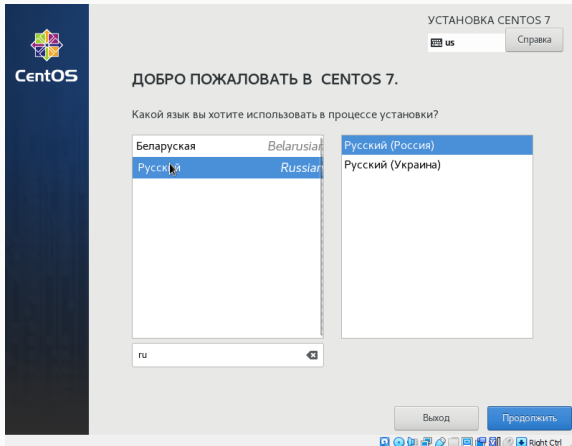 УСТАНОВКА CENTOS 7
us
Справка
CentOS
ДОБРО ПОЖАЛОВАТЬ В CENTOS 7.
Какой язык вы хотите использовать в процессе установки?
Беларуская Belarusian
Русский Russian
Русский (Россия)
Русский (Украина)
ru
Выход
Продолжить
Right Ctrl